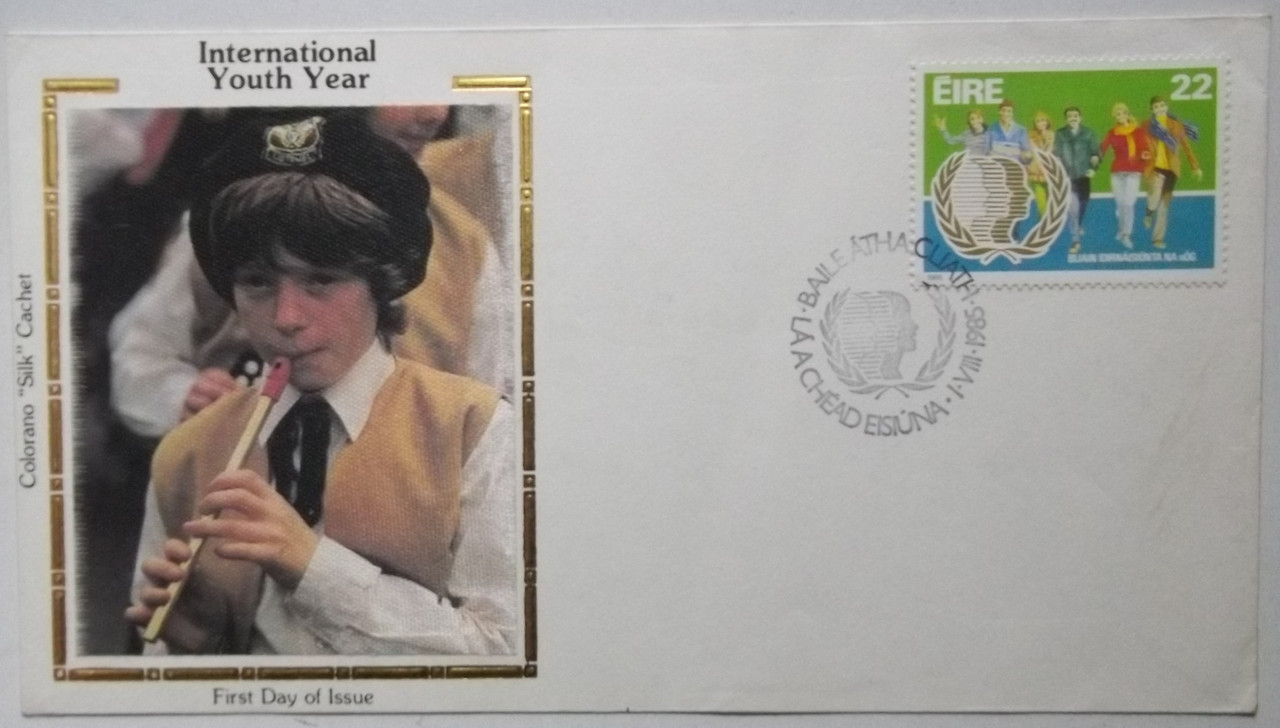 International
Youth Year
Colorano "Silk" Cachet
First Day of Issue
ÉIRE 22
BLIAIN IDIRNÁISIÚNTA NA nÓG
1985
BAILE ÁTHA CLIATH · 1·VIII·1985 · LÁ A CHÉAD EISIÚNA ·